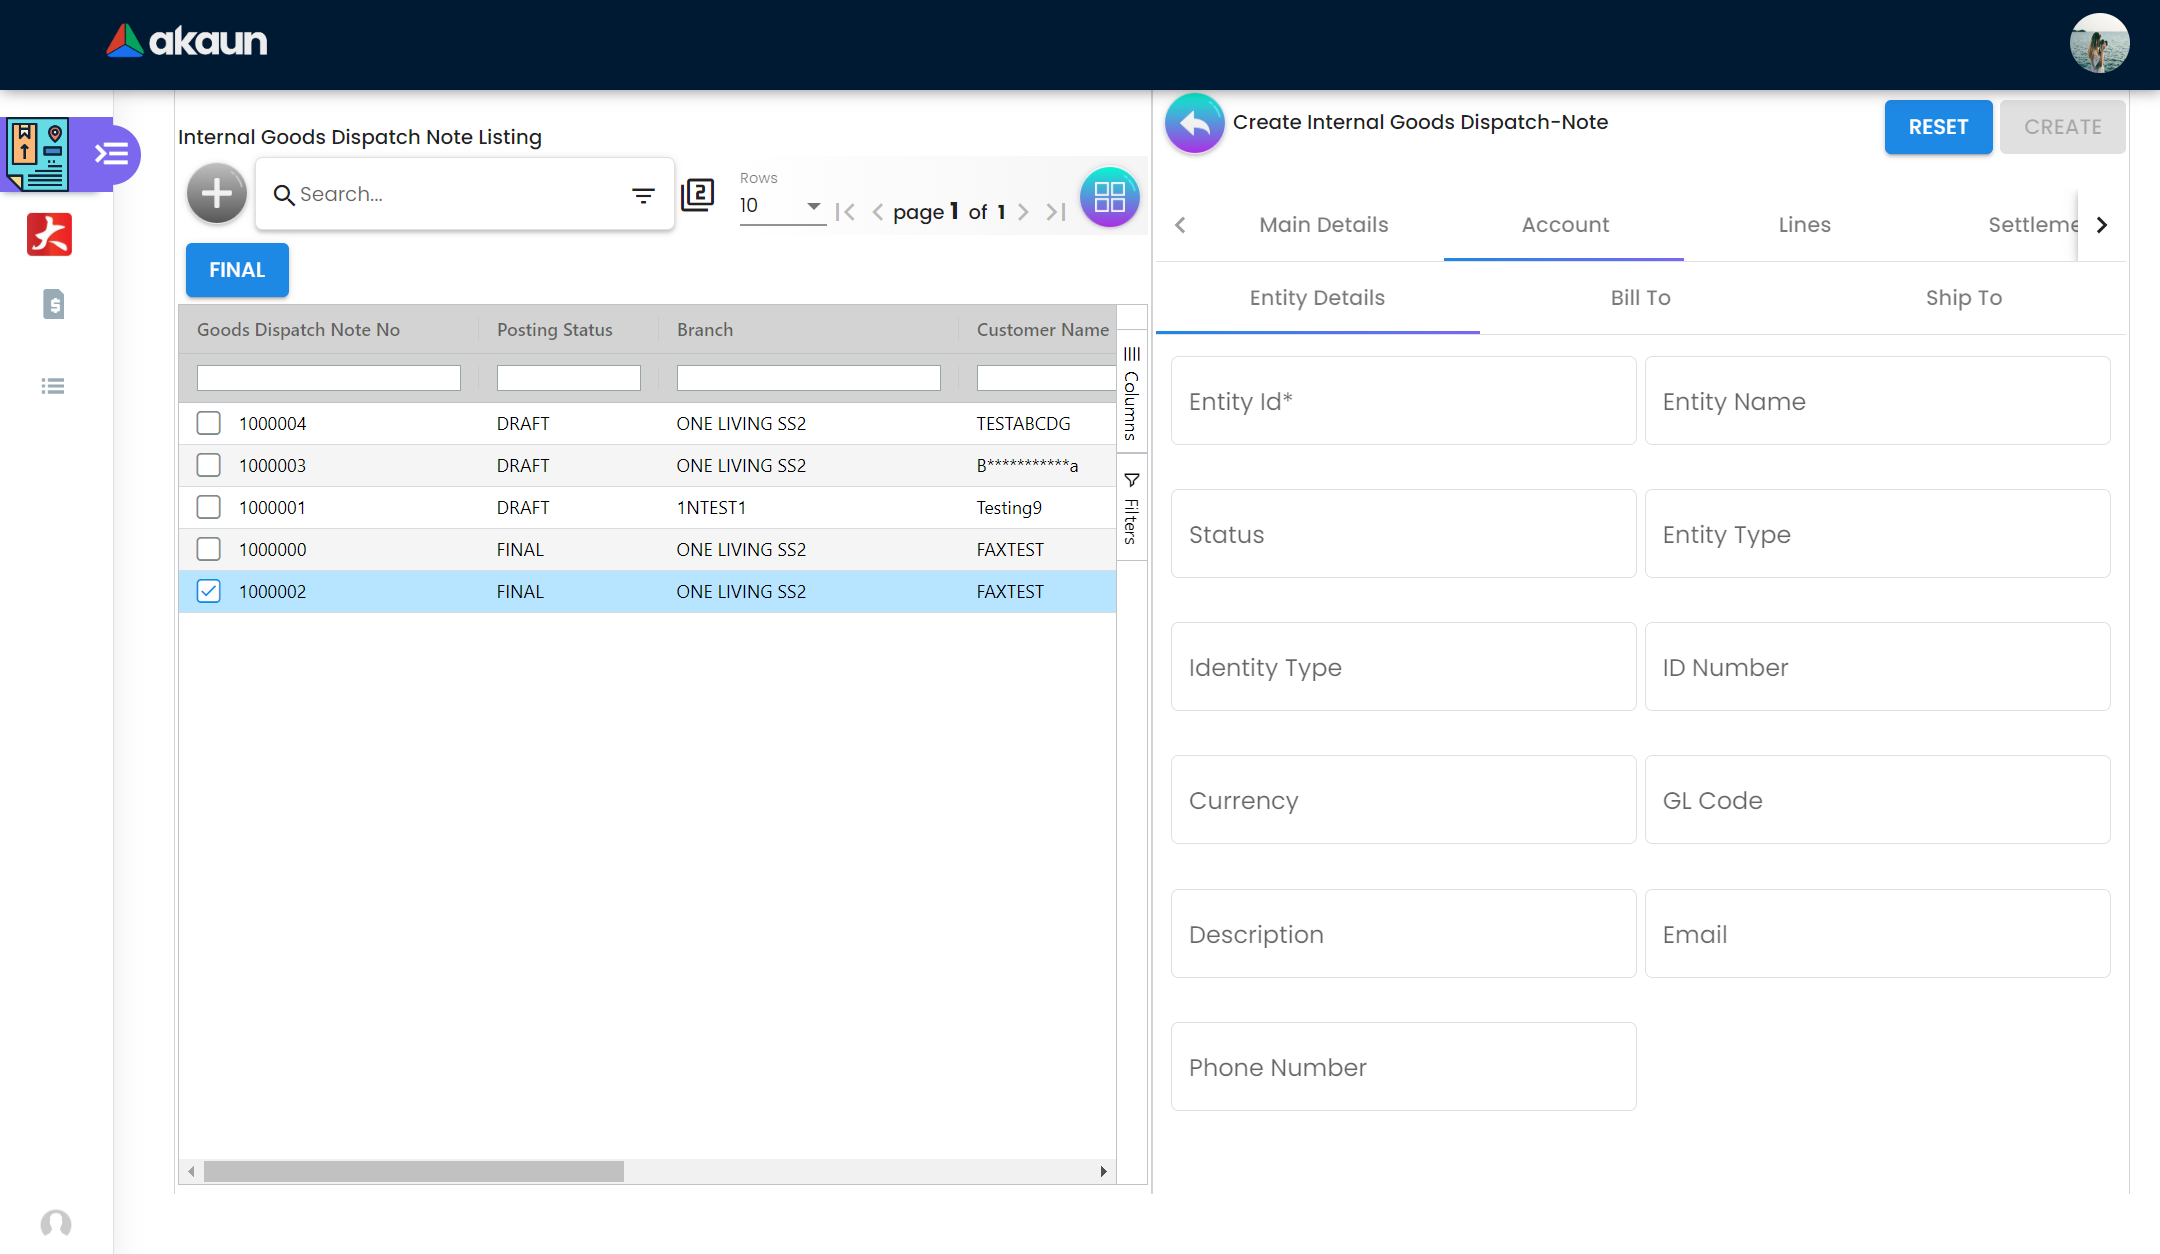 akaun
Internal Goods Dispatch Note Listing
Search...
2
Rows
10
page 1 of 1
FINAL
Goods Dispatch Note No Posting Status Branch Customer Name
1000004 DRAFT ONE LIVING SS2 TESTABCDG
1000003 DRAFT ONE LIVING SS2 B***********a
1000001 DRAFT 1NTEST1 Testing9
1000000 FINAL ONE LIVING SS2 FAXTEST
1000002 FINAL ONE LIVING SS2 FAXTEST
Columns
Filters
Create Internal Goods Dispatch-Note
RESET CREATE
Main Details Account Lines Settleme
Entity Details Bill To Ship To
Entity Id* Entity Name
Status Entity Type
Identity Type ID Number
Currency GL Code
Description Email
Phone Number